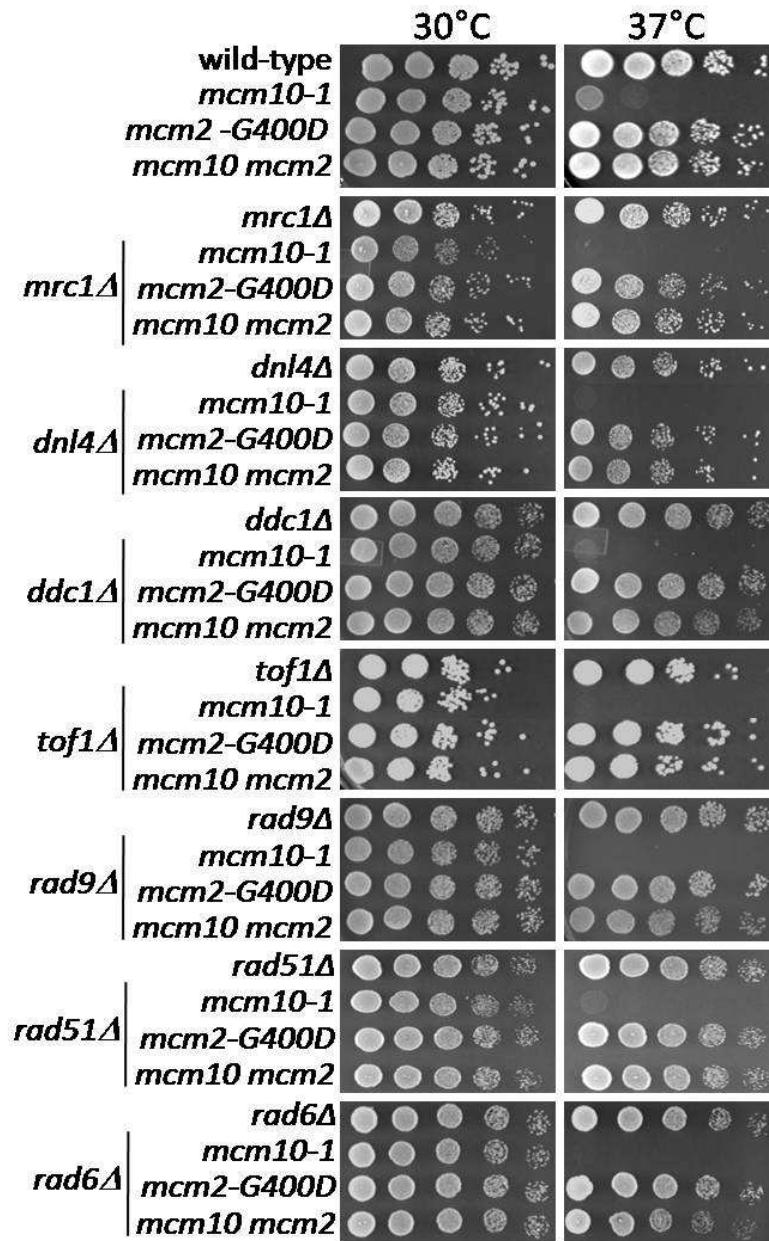 30°C 37°C
wild-type
mcm10-1
mcm2 -G400D
mcm10 mcm2
mrc1Δ
mcm10-1
mrc1Δ mcm2-G400D
mcm10 mcm2
dnl4Δ
mcm10-1
dnl4Δ mcm2-G400D
mcm10 mcm2
ddc1Δ
mcm10-1
ddc1Δ mcm2-G400D
mcm10 mcm2
tof1Δ
mcm10-1
tof1Δ mcm2-G400D
mcm10 mcm2
rad9Δ
mcm10-1
rad9Δ mcm2-G400D
mcm10 mcm2
rad51Δ
mcm10-1
rad51Δ mcm2-G400D
mcm10 mcm2
rad6Δ
mcm10-1
rad6Δ mcm2-G400D
mcm10 mcm2